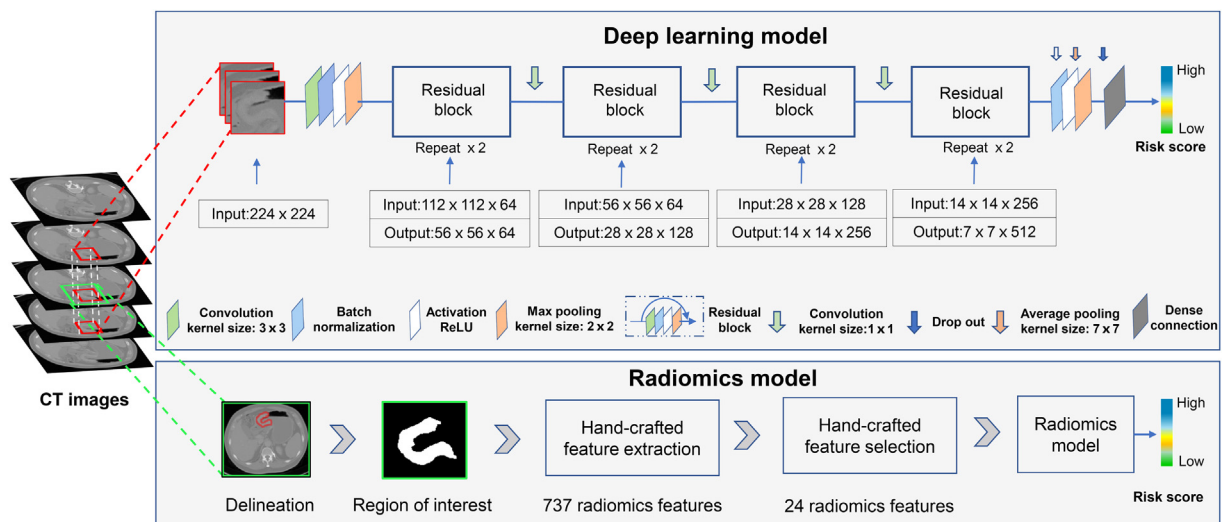 Deep learning model
Residual
block
Residual
block
Residual
block
Residual
block
High
Low
Risk score
Repeat x 2
Repeat x 2
Repeat x 2
Repeat x 2
Input:224 x 224
Input:112 x 112 x 64
Output:56 x 56 x 64
Input:56 x 56 x 64
Output:28 x 28 x 128
Input:28 x 28 x 128
Output:14 x 14 x 256
Input:14 x 14 x 256
Output:7 x 7 x 512
Convolution
kernel size: 3 x 3
Batch
normalization
Activation
ReLU
Max pooling
kernel size: 2 x 2
Residual
block
Convolution
kernel size:1 x 1
Drop out
Average pooling
kernel size: 7 x 7
Dense
connection
CT images
Radiomics model
Delineation
Region of interest
Hand-crafted
feature extraction
737 radiomics features
Hand-crafted
feature selection
24 radiomics features
Radiomics
model
High
Low
Risk score